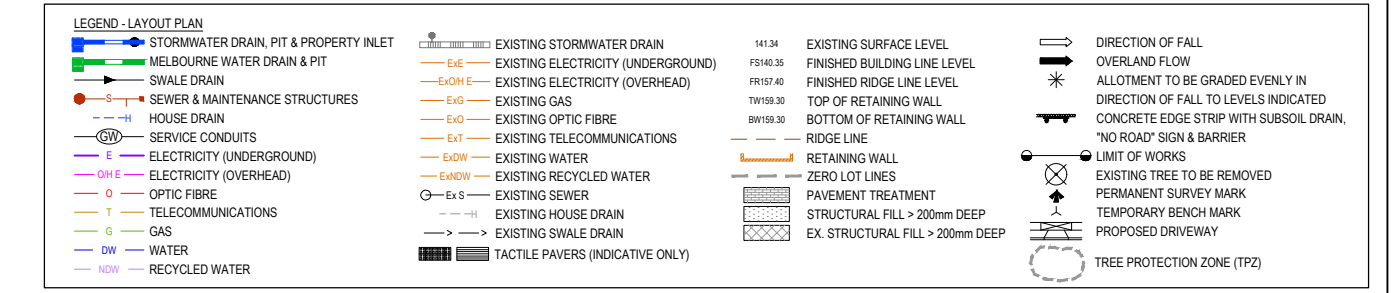 LEGEND - LAYOUT PLAN
STORMWATER DRAIN, PIT & PROPERTY INLET
MELBOURNE WATER DRAIN & PIT
SWALE DRAIN
S SEWER & MAINTENANCE STRUCTURES
H HOUSE DRAIN
GW SERVICE CONDUITS
E ELECTRICITY (UNDERGROUND)
O/H E ELECTRICITY (OVERHEAD)
O OPTIC FIBRE
T TELECOMMUNICATIONS
G GAS
DW WATER
NDW RECYCLED WATER
EXISTING STORMWATER DRAIN
ExE EXISTING ELECTRICITY (UNDERGROUND)
ExO/H E EXISTING ELECTRICITY (OVERHEAD)
ExG EXISTING GAS
ExO EXISTING OPTIC FIBRE
ExT EXISTING TELECOMMUNICATIONS
ExDW EXISTING WATER
ExNDW EXISTING RECYCLED WATER
Ex S EXISTING SEWER
H EXISTING HOUSE DRAIN
EXISTING SWALE DRAIN
TACTILE PAVERS (INDICATIVE ONLY)
141.34 EXISTING SURFACE LEVEL
FS140.35 FINISHED BUILDING LINE LEVEL
FR157.40 FINISHED RIDGE LINE LEVEL
TW159.30 TOP OF RETAINING WALL
BW159.30 BOTTOM OF RETAINING WALL
RIDGE LINE
RETAINING WALL
ZERO LOT LINES
PAVEMENT TREATMENT
STRUCTURAL FILL > 200mm DEEP
EX. STRUCTURAL FILL > 200mm DEEP
DIRECTION OF FALL
OVERLAND FLOW
ALLOTMENT TO BE GRADED EVENLY IN
DIRECTION OF FALL TO LEVELS INDICATED
CONCRETE EDGE STRIP WITH SUBSOIL DRAIN,
"NO ROAD" SIGN & BARRIER
LIMIT OF WORKS
EXISTING TREE TO BE REMOVED
PERMANENT SURVEY MARK
TEMPORARY BENCH MARK
PROPOSED DRIVEWAY
TREE PROTECTION ZONE (TPZ)